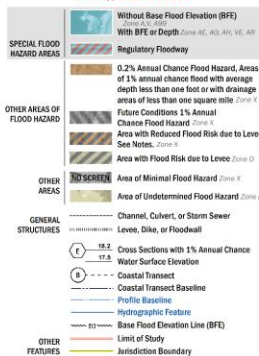 Without Base Flood Elevation (BFE)
Zone A,V, A99
With BFE or Depth Zone AE, AO, AH, VE, AR
SPECIAL FLOOD
HAZARD AREAS
Regulatory Floodway
0.2% Annual Chance Flood Hazard, Areas
of 1% annual chance flood with average
depth less than one foot or with drainage
areas of less than one square mile Zone X
OTHER AREAS OF
FLOOD HAZARD
Future Conditions 1% Annual
Chance Flood Hazard Zone X
Area with Reduced Flood Risk due to Leve
See Notes. Zone X
Area with Flood Risk due to Levee Zone D
OTHER
AREAS
NO SCREEN
Area of Minimal Flood Hazard Zone X
Area of Undetermined Flood Hazard Zone
GENERAL
STRUCTURES
Channel, Culvert, or Storm Sewer
Levee, Dike, or Floodwall
E
18.2
17.5
Cross Sections with 1% Annual Chance
Water Surface Elevation
8
Coastal Transect
Coastal Transect Baseline
Profile Baseline
Hydrographic Feature
Base Flood Elevation Line (BFE)
OTHER
FEATURES
Limit of Study
Jurisdiction Boundary